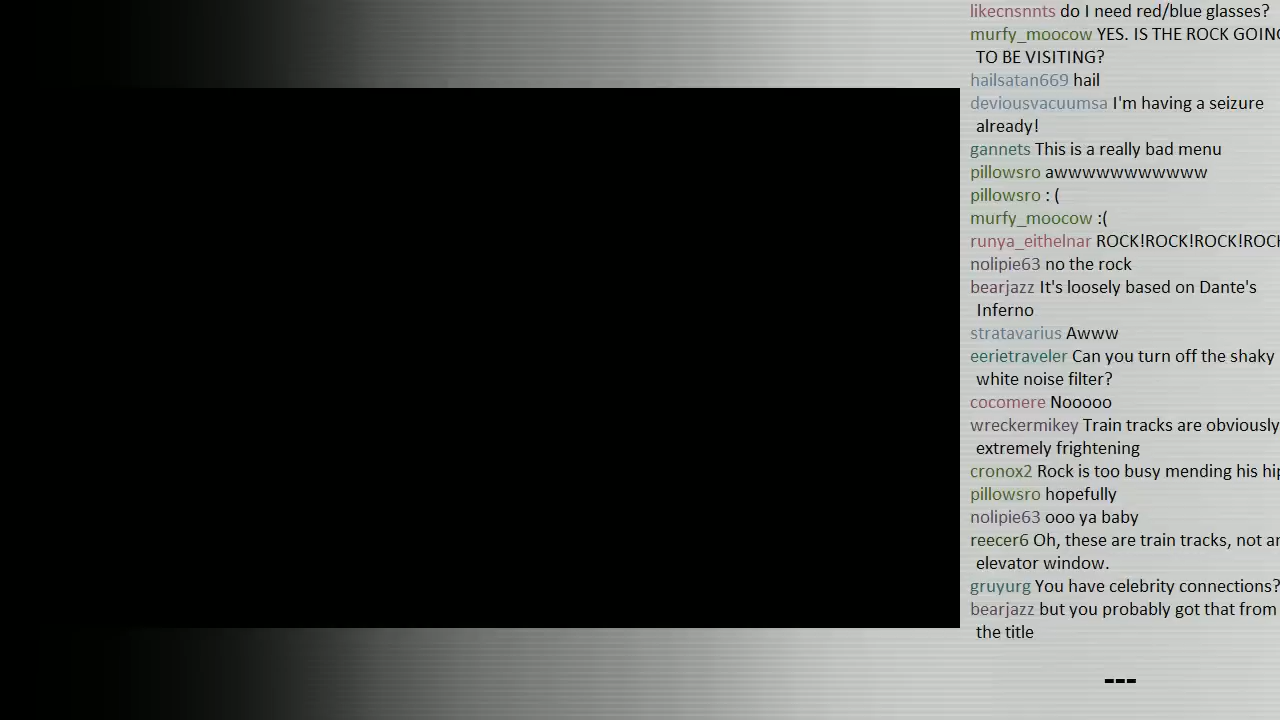 likecnsnnts do I need red/blue glasses?
murfy_moocow YES. IS THE ROCK GOING
TO BE VISITING?
hailsatan669 hail
deviousvacuumsa I'm having a seizure
already!
gannets This is a really bad menu
pillowsro awwwwwwwwwww
pillowsro : (
murfy_moocow :(
runya_eithelnar ROCK!ROCK!ROCK!ROCK
nolipie63 no the rock
bearjazz It's loosely based on Dante's
Inferno
stratavarius Awww
eerietraveler Can you turn off the shaky
white noise filter?
cocomere Nooooo
wreckermikey Train tracks are obviously
extremely frightening
cronox2 Rock is too busy mending his hip
pillowsro hopefully
nolipie63 ooo ya baby
reecer6 Oh, these are train tracks, not an
elevator window.
gruyurg You have celebrity connections?
bearjazz but you probably got that from
the title
---